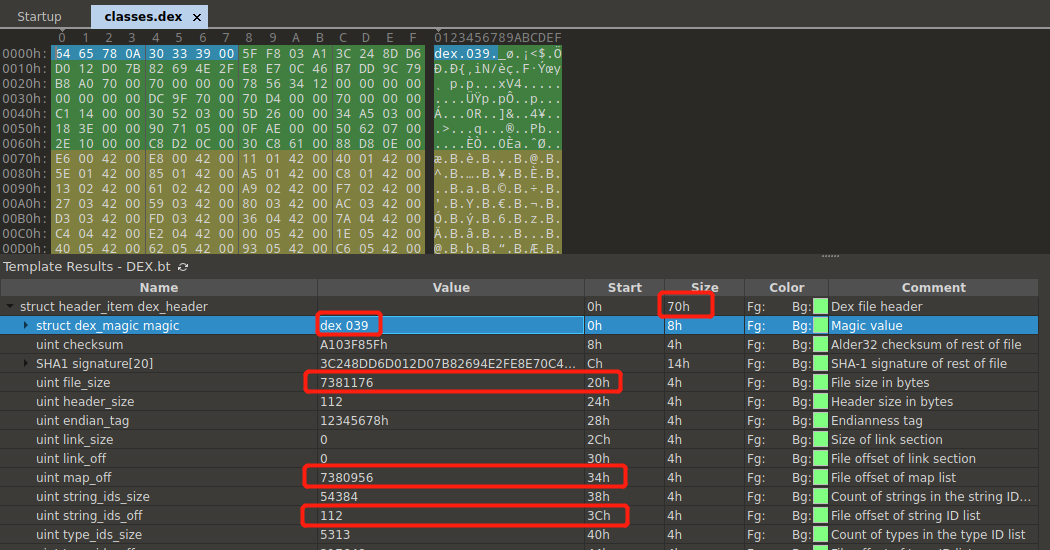 Startup classes.dex ×
0 1 2 3 4 5 6 7 8 9 A B C D E F 0123456789ABCDEF
0000h: 64 65 78 0A 30 33 39 00 5F F8 03 A1 3C 24 8D D6 dex.039._ø.¡<$.Ö
0010h: D0 12 D0 7B 82 69 4E 2F E8 E7 0C 46 B7 DD 9C 79 Ð.Ð{‚iN/èç.F·Ýœy
0020h: B8 A0 70 00 70 00 00 00 78 56 34 12 00 00 00 00 ¸ p.p...xV4.....
0030h: 00 00 00 00 DC 9F 70 00 70 D4 00 00 70 00 00 00 ....ÜŸp.pÔ..p...
0040h: C1 14 00 00 30 52 03 00 5D 26 00 00 34 A5 03 00 Á...0R..]&..4¥..
0050h: 18 3E 00 00 90 71 05 00 0F AE 00 00 50 62 07 00 .>...q...®..Pb..
0060h: 2E 10 00 00 C8 D2 0C 00 30 C8 61 00 88 D8 0E 00 ....ÈÒ..0Èa.ˆØ..
0070h: E6 00 42 00 E8 00 42 00 11 01 42 00 40 01 42 00 æ.B.è.B...B.@.B.
0080h: 5E 01 42 00 85 01 42 00 A5 01 42 00 C8 01 42 00 ^.B.….B.¥.B.È.B.
0090h: 13 02 42 00 61 02 42 00 A9 02 42 00 F7 02 42 00 ..B.a.B.©.B.÷.B.
00A0h: 27 03 42 00 59 03 42 00 80 03 42 00 AC 03 42 00 '.B.Y.B.€.B.¬.B.
00B0h: D3 03 42 00 FD 03 42 00 36 04 42 00 7A 04 42 00 Ó.B.ý.B.6.B.z.B.
00C0h: C4 04 42 00 E2 04 42 00 00 05 42 00 1E 05 42 00 Ä.B.â.B...B...B.
00D0h: 40 05 42 00 62 05 42 00 93 05 42 00 C6 05 42 00 @.B.b.B.“.B.Æ.B.
Template Results - DEX.bt
Name Value Start Size Color Comment
struct header_item dex_header 0h 70h Fg: Bg: Dex file header
struct dex_magic magic dex 039 0h 8h Fg: Bg: Magic value
uint checksum A103F85Fh 8h 4h Fg: Bg: Alder32 checksum of rest of file
SHA1 signature[20] 3C248DD6D012D07B82694E2FE8E70C4... Ch 14h Fg: Bg: SHA-1 signature of rest of file
uint file_size 7381176 20h 4h Fg: Bg: File size in bytes
uint header_size 112 24h 4h Fg: Bg: Header size in bytes
uint endian_tag 12345678h 28h 4h Fg: Bg: Endianness tag
uint link_size 0 2Ch 4h Fg: Bg: Size of link section
uint link_off 0 30h 4h Fg: Bg: File offset of link section
uint map_off 7380956 34h 4h Fg: Bg: File offset of map list
uint string_ids_size 54384 38h 4h Fg: Bg: Count of strings in the string ID...
uint string_ids_off 112 3Ch 4h Fg: Bg: File offset of string ID list
uint type_ids_size 5313 40h 4h Fg: Bg: Count of types in the type ID list